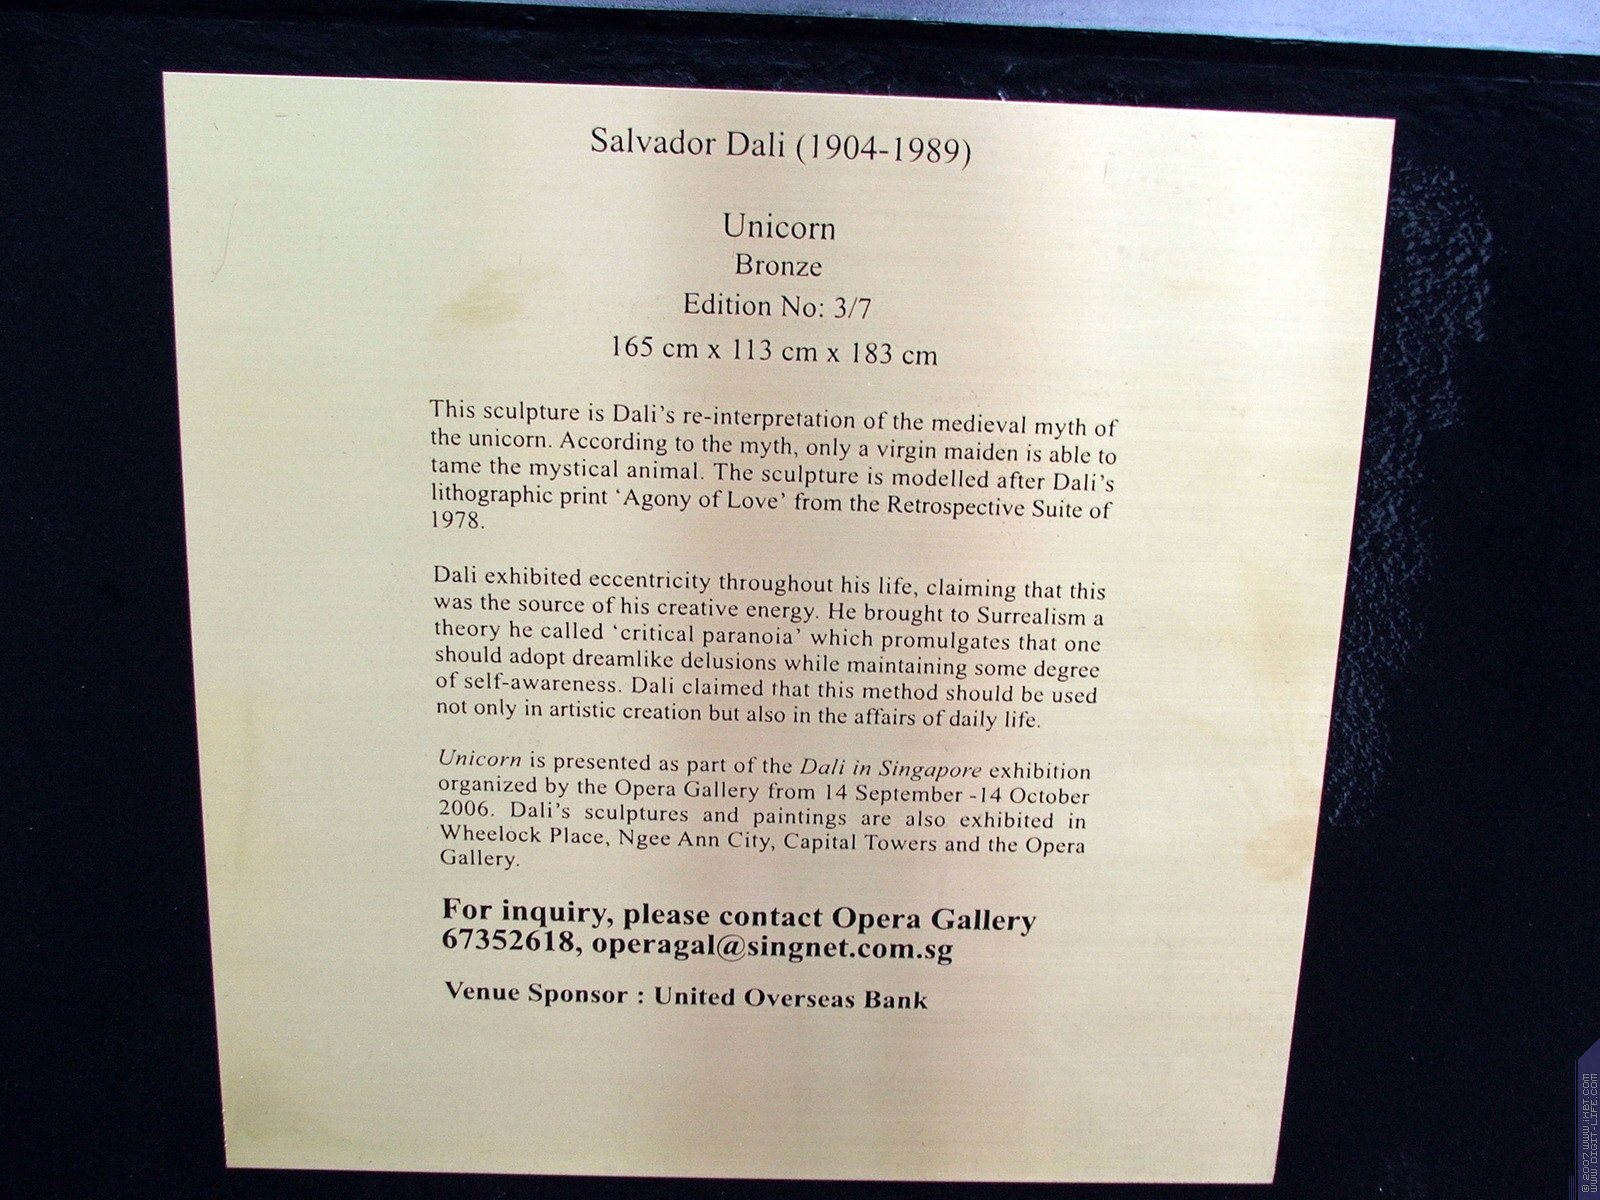 Salvador Dali (1904-1989)
Unicorn
Bronze
Edition No: 3/7
165 cm x 113 cm x 183 cm
This sculpture is Dali's re-interpretation of the medieval myth of
the unicorn. According to the myth, only a virgin maiden is able to
tame the mystical animal. The sculpture is modelled after Dali's
lithographic print 'Agony of Love' from the Retrospective Suite of
1978.
Dali exhibited eccentricity throughout his life, claiming that this
was the source of his creative energy. He brought to Surrealism a
theory he called 'critical paranoia' which promulgates that one
should adopt dreamlike delusions while maintaining some degree
of self-awareness. Dali claimed that this method should be used
not only in artistic creation but also in the affairs of daily life.
Unicorn is presented as part of the Dali in Singapore exhibition
organized by the Opera Gallery from 14 September -14 October
2006. Dali's sculptures and paintings are also exhibited in
Wheelock Place, Ngee Ann City, Capital Towers and the Opera
Gallery.
For inquiry, please contact Opera Gallery
67352618, operagal@singnet.com.sg
Venue Sponsor : United Overseas Bank
© 2007 WWW.IXBT.COM
WWW.DIGIT-LIFE.COM